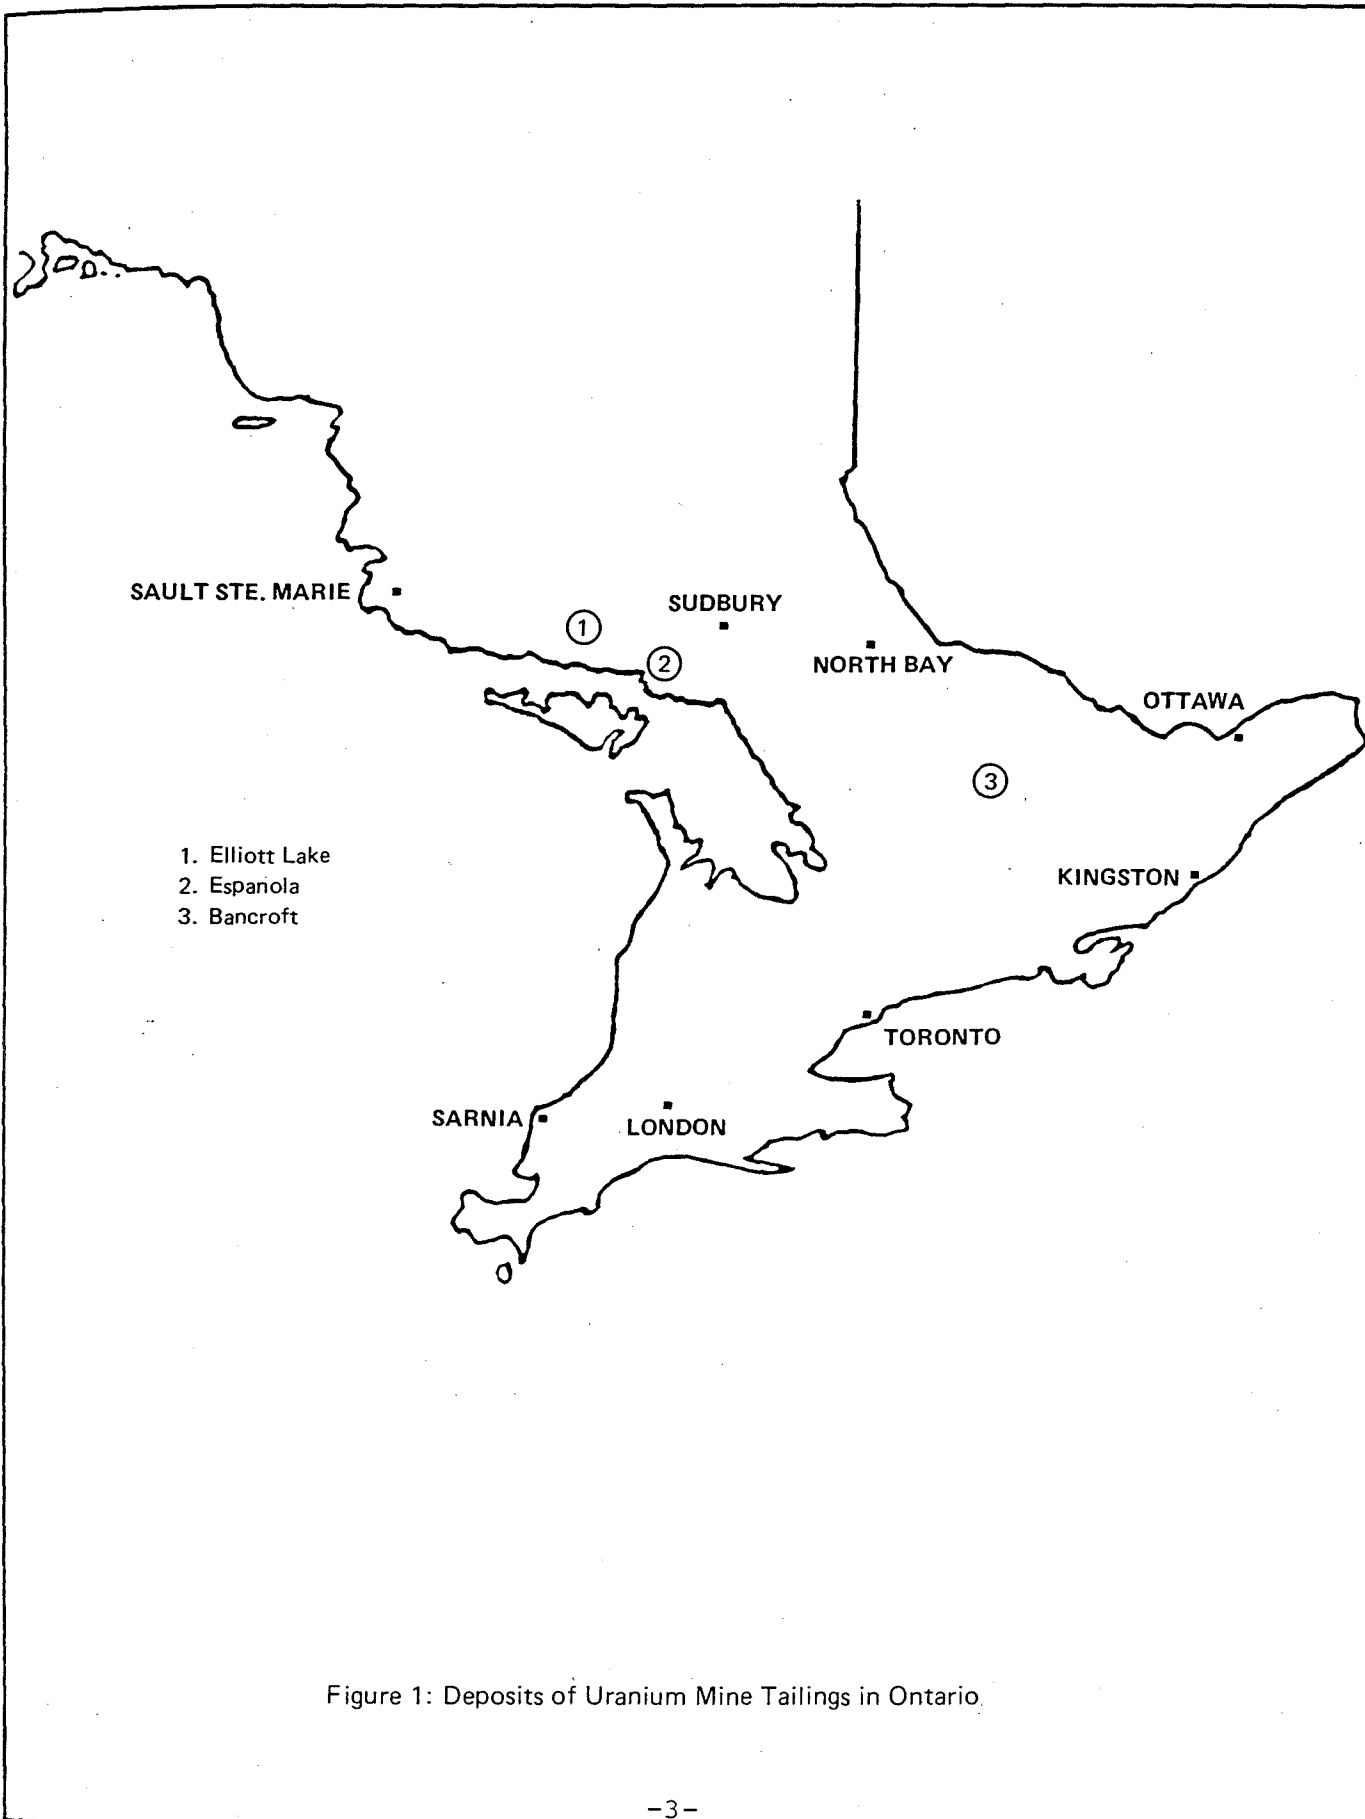 SAULT STE. MARIE
1
SUDBURY
2
NORTH BAY
OTTAWA
3
1. Elliott Lake
2. Espanola
3. Bancroft
KINGSTON
TORONTO
SARNIA
LONDON
Figure 1: Deposits of Uranium Mine Tailings in Ontario
-3-